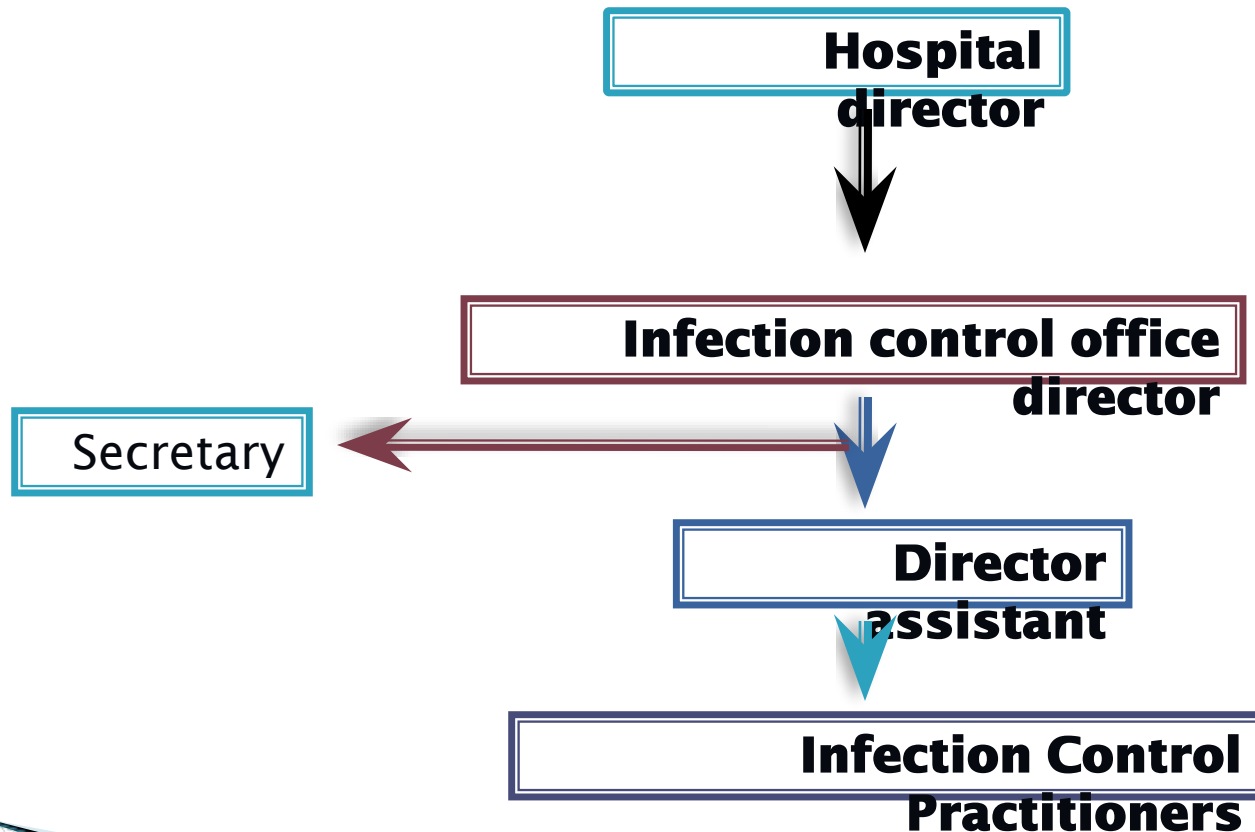 Hospital
director
Infection control office
director
Secretary
Director
assistant
Infection Control
Practitioners